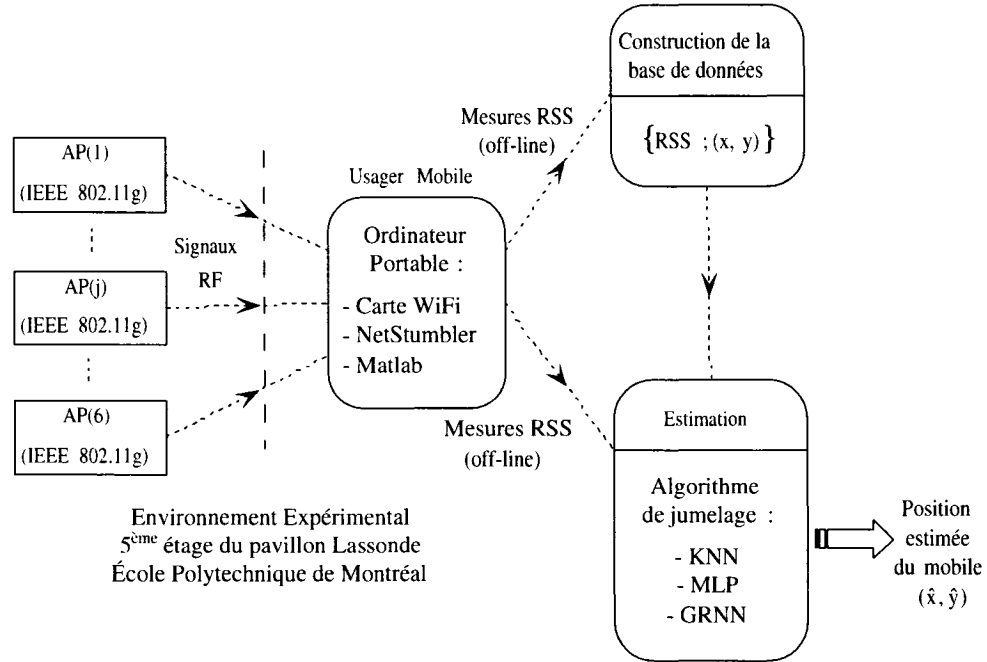 AP(1)
(IEEE 802.11g)
AP(j)
(IEEE 802.11g)
AP(6)
(IEEE 802.11g)
Signaux
RF
Usager Mobile
Ordinateur
Portable :
- Carte WiFi
- NetStumbler
- Matlab
Mesures RSS
(off-line)
Mesures RSS
(off-line)
Construction de la
base de données
{RSS ;(x, y)}
Estimation
Algorithme
de jumelage :
- KNN
- MLP
- GRNN
Position
estimée
du mobile
(x̂, ŷ)
Environnement Expérimental
5ème étage du pavillon Lassonde
École Polytechnique de Montréal